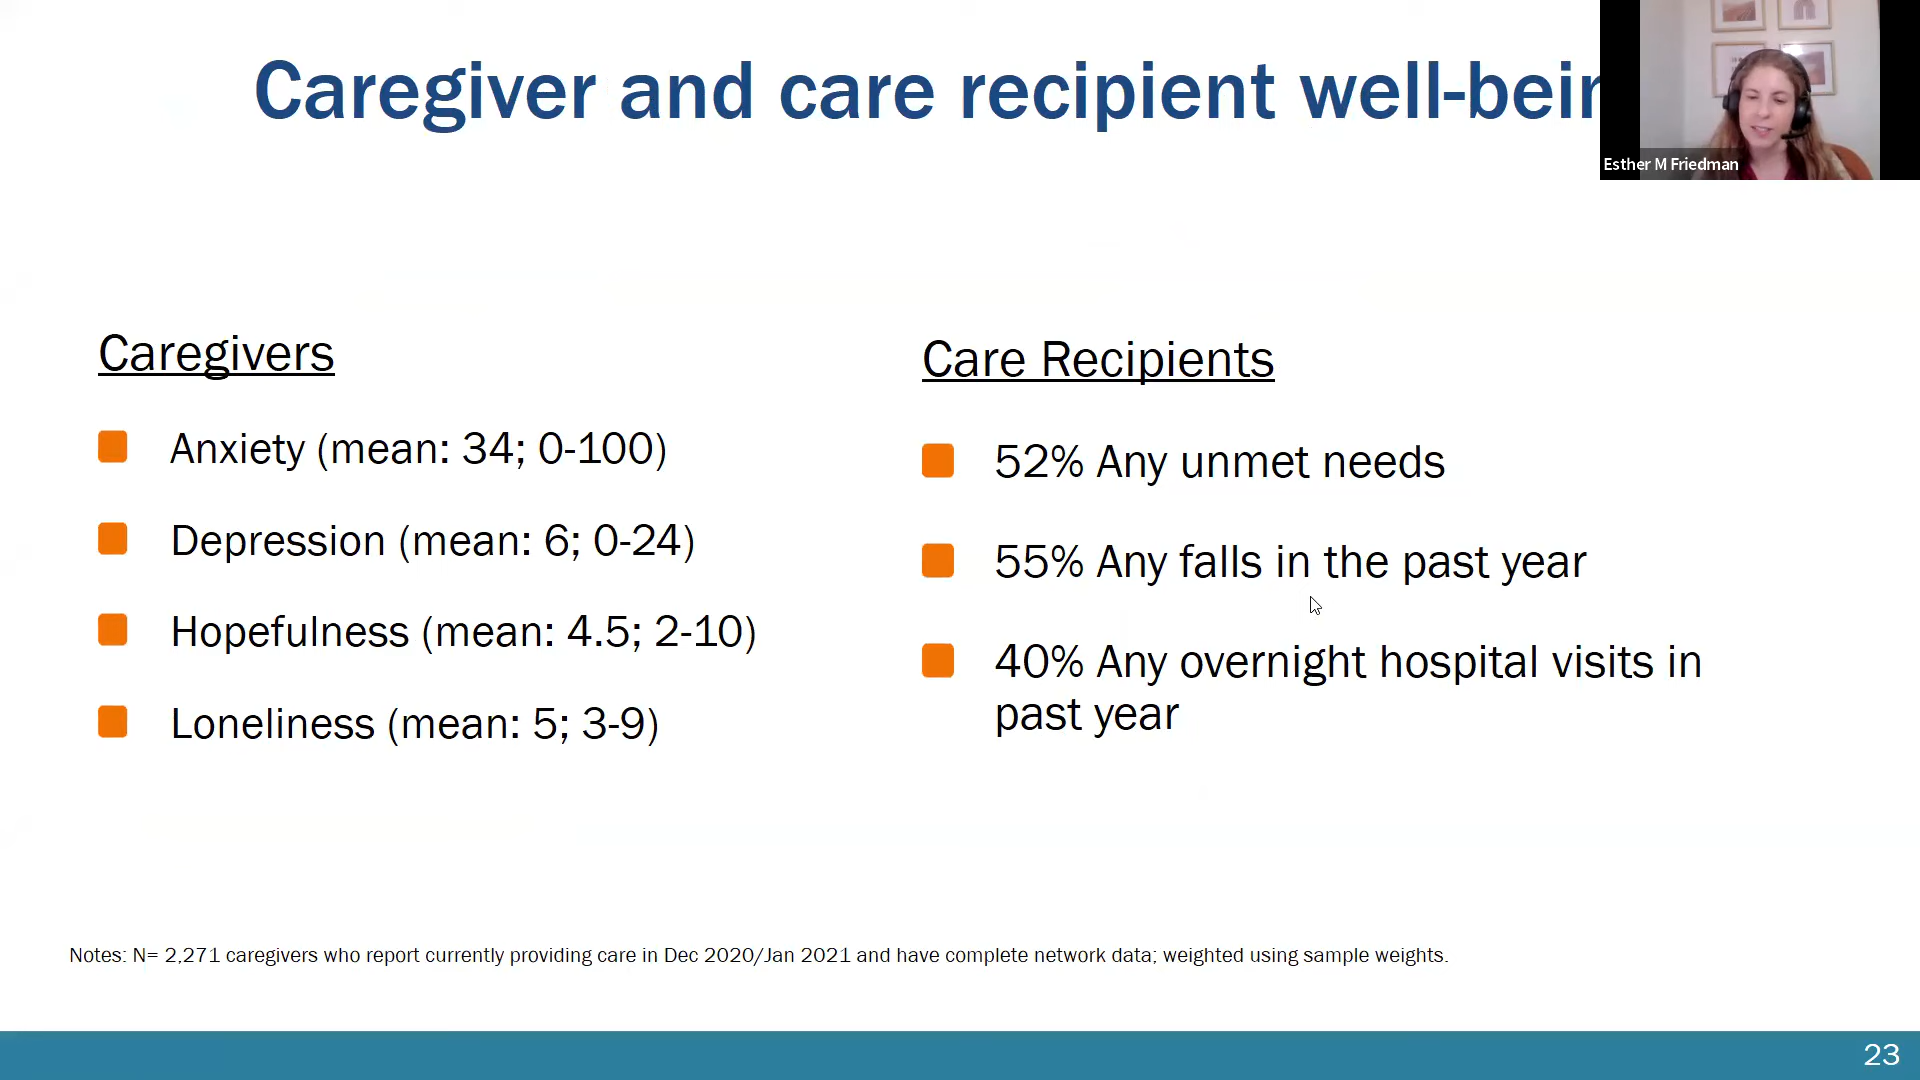 Caregiver and care recipient well-bein
Esther M Friedman
Caregivers
Anxiety (mean: 34; 0-100)
Depression (mean: 6; 0-24)
Hopefulness (mean: 4.5; 2-10)
Loneliness (mean: 5; 3-9)
Care Recipients
52% Any unmet needs
55% Any falls in the past year
40% Any overnight hospital visits in
past year
Notes: N= 2,271 caregivers who report currently providing care in Dec 2020/Jan 2021 and have complete network data; weighted using sample weights.
23